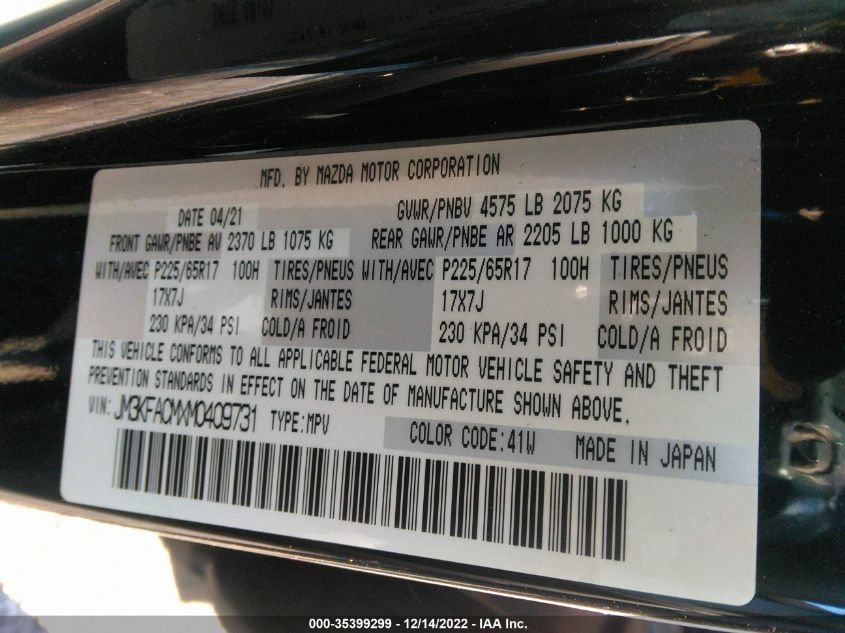 MFD. BY MAZDA MOTOR CORPORATION
DATE 04/21 GVWR/PNBV 4575 LB 2075 KG
FRONT GAWR/PNBE AV 2370 LB 1075 KG REAR GAWR/PNBE AR 2205 LB 1000 KG
WITH/AVEC P225/65R17 100H TIRES/PNEUS WITH/AVEC P225/65R17 100H TIRES/PNEUS
17X7J RIMS/JANTES 17X7J RIMS/JANTES
230 KPA/34 PSI COLD/A FROID 230 KPA/34 PSI COLD/A FROID
THIS VEHICLE CONFORMS TO ALL APPLICABLE FEDERAL MOTOR VEHICLE SAFETY AND THEFT
PREVENTION STANDARDS IN EFFECT ON THE DATE OF MANUFACTURE SHOWN ABOVE.
VIN: JM3KFACMXM0409731 TYPE:MPV COLOR CODE:41W MADE IN JAPAN
000-35399299 - 12/14/2022 - IAA Inc.